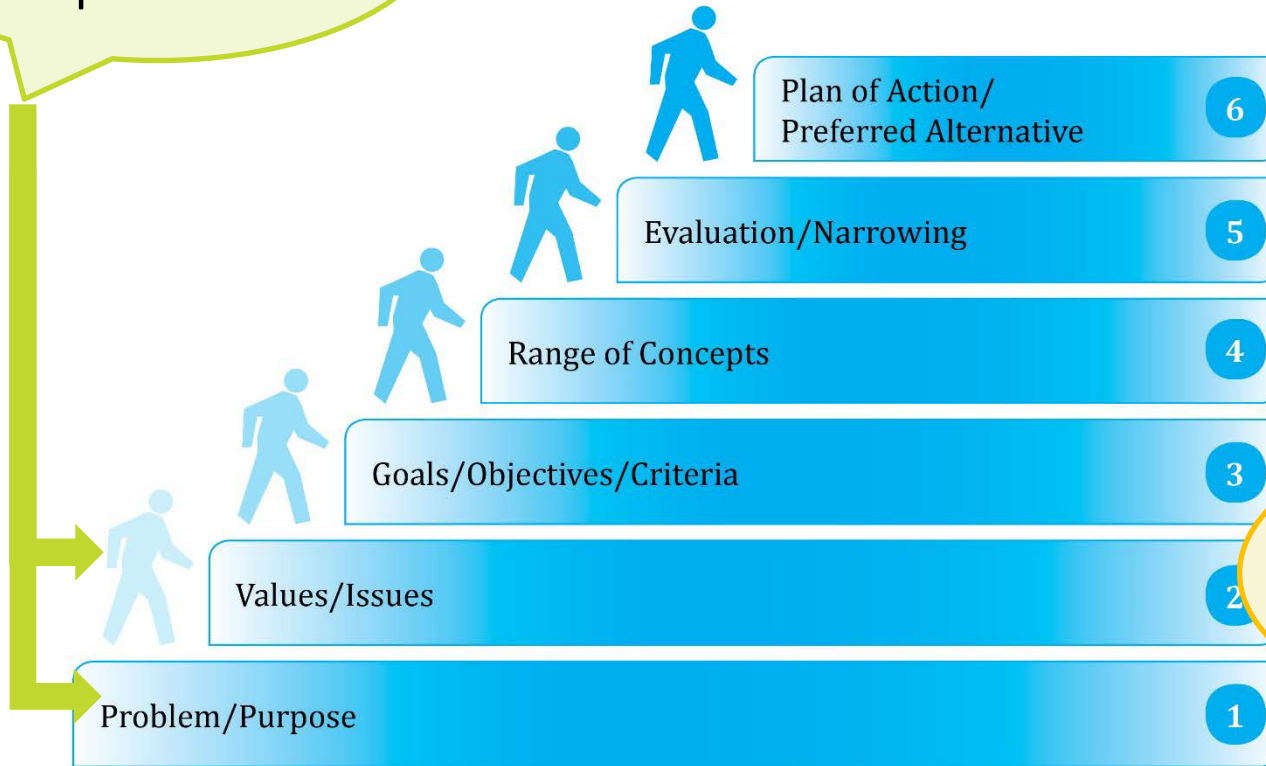 Plan of Action/
Preferred Alternative
6
Evaluation/Narrowing
5
Range of Concepts
4
Goals/Objectives/Criteria
3
Values/Issues
2
Problem/Purpose
1